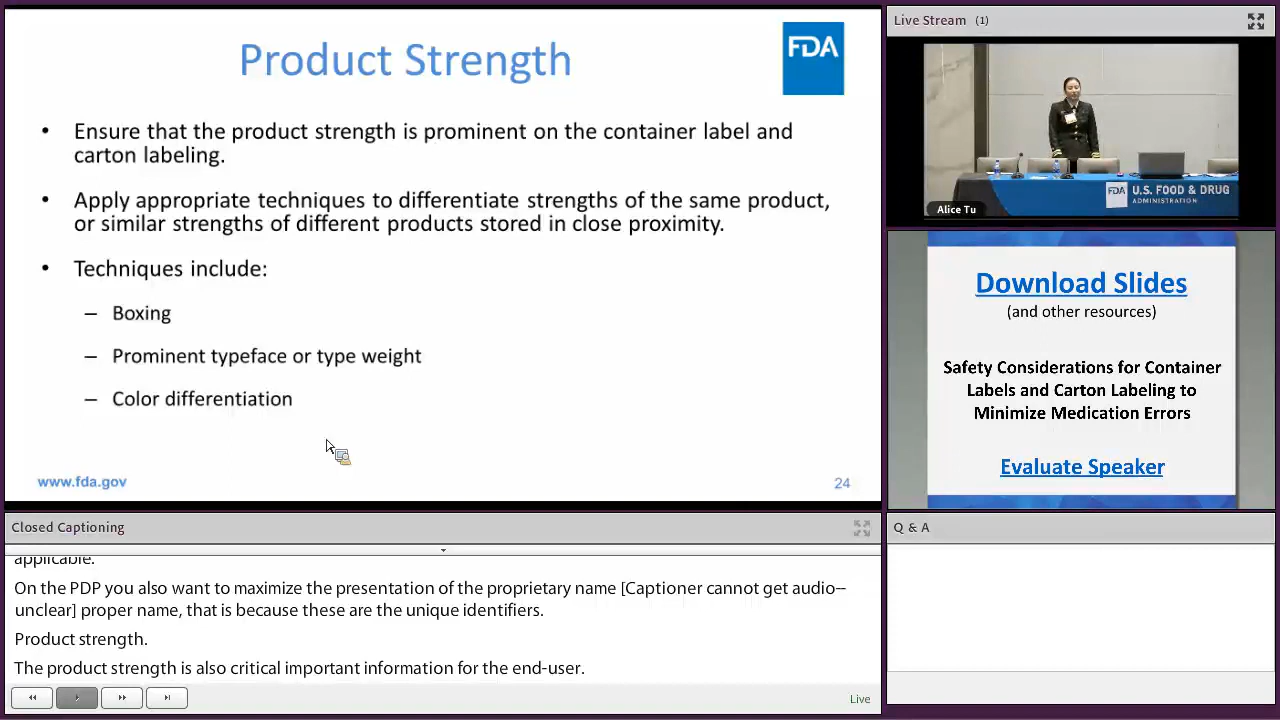 Product Strength
FDA
• Ensure that the product strength is prominent on the container label and
carton labeling.
• Apply appropriate techniques to differentiate strengths of the same product,
or similar strengths of different products stored in close proximity.
• Techniques include:
– Boxing
– Prominent typeface or type weight
– Color differentiation
www.fda.gov
24
Live Stream (1)
FDA U.S. FOOD & DRUG
ADMINISTRATION
Alice Tu
Download Slides
(and other resources)
Safety Considerations for Container
Labels and Carton Labeling to
Minimize Medication Errors
Evaluate Speaker
Closed Captioning
applicable.
On the PDP you also want to maximize the presentation of the proprietary name [Captioner cannot get audio--
unclear] proper name, that is because these are the unique identifiers.
Product strength.
The product strength is also critical important information for the end-user.
Live
Q & A